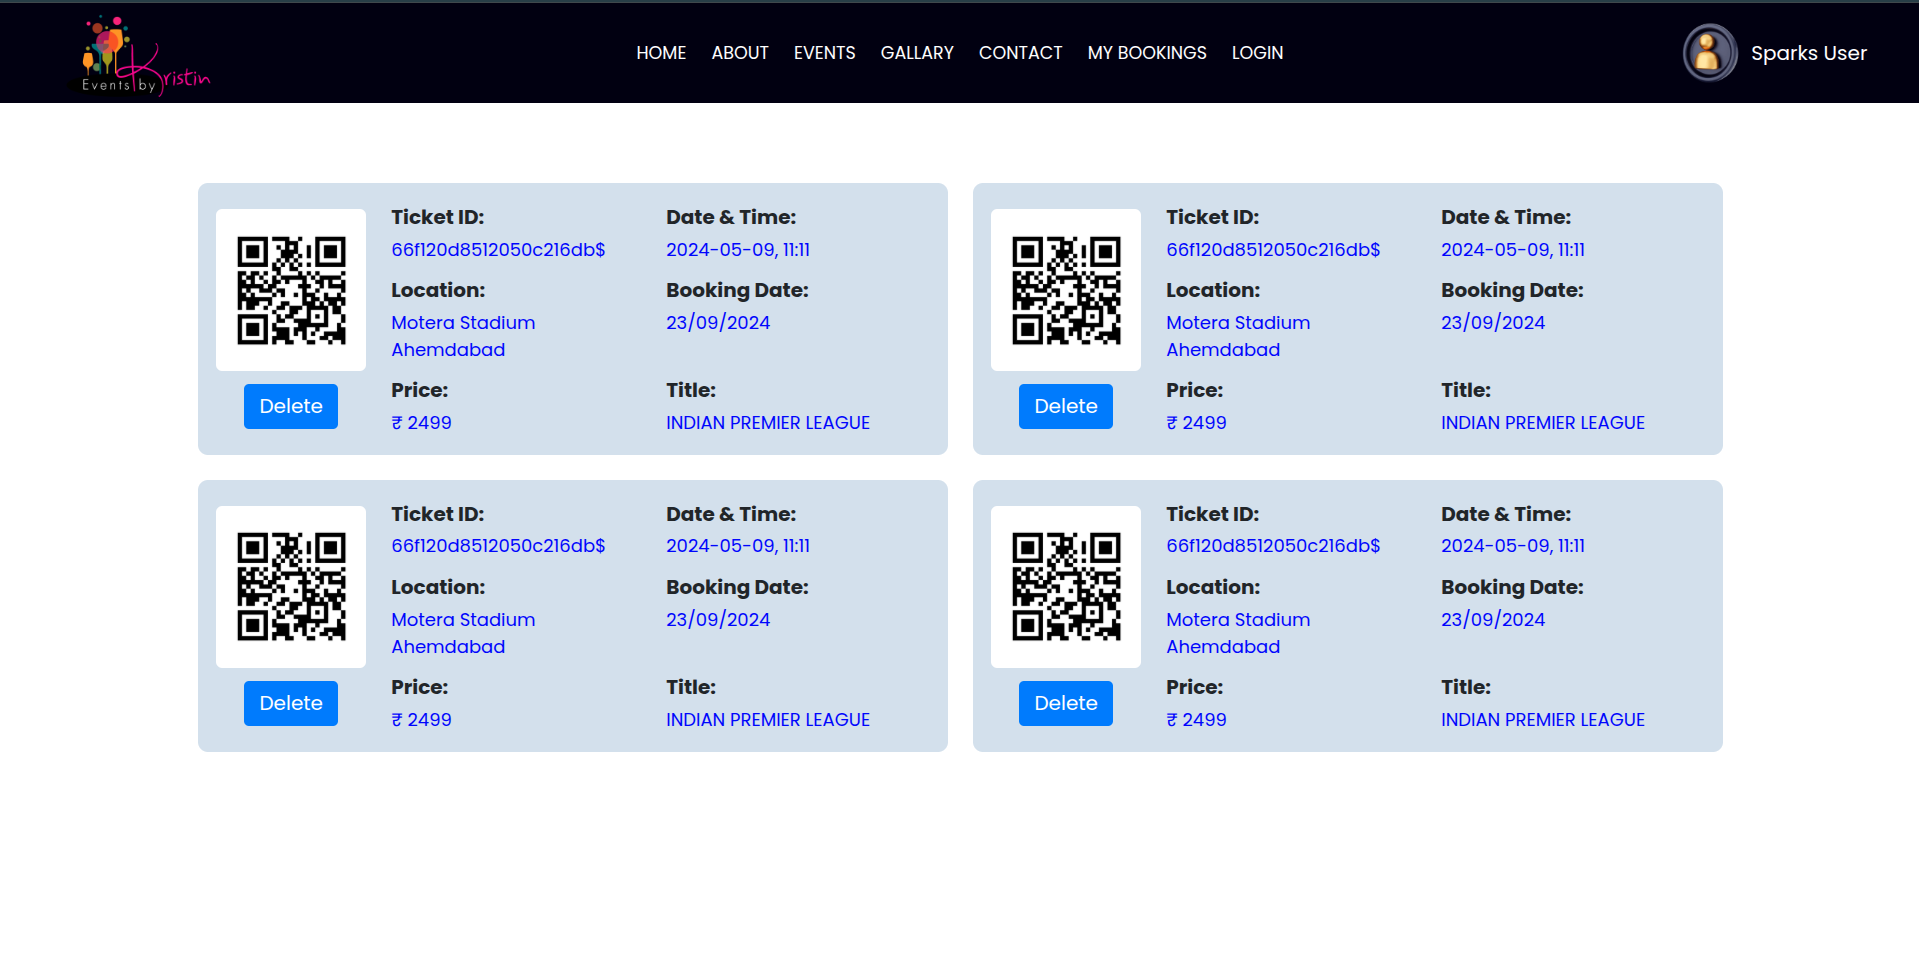 Events by Kristin
HOME ABOUT EVENTS GALLARY CONTACT MY BOOKINGS LOGIN
Sparks User
Ticket ID:
66f120d8512050c216db$
Date & Time:
2024-05-09, 11:11
Location:
Motera Stadium
Ahemdabad
Booking Date:
23/09/2024
Price:
₹ 2499
Title:
INDIAN PREMIER LEAGUE
Delete
Ticket ID:
66f120d8512050c216db$
Date & Time:
2024-05-09, 11:11
Location:
Motera Stadium
Ahemdabad
Booking Date:
23/09/2024
Price:
₹ 2499
Title:
INDIAN PREMIER LEAGUE
Delete
Ticket ID:
66f120d8512050c216db$
Date & Time:
2024-05-09, 11:11
Location:
Motera Stadium
Ahemdabad
Booking Date:
23/09/2024
Price:
₹ 2499
Title:
INDIAN PREMIER LEAGUE
Delete
Ticket ID:
66f120d8512050c216db$
Date & Time:
2024-05-09, 11:11
Location:
Motera Stadium
Ahemdabad
Booking Date:
23/09/2024
Price:
₹ 2499
Title:
INDIAN PREMIER LEAGUE
Delete